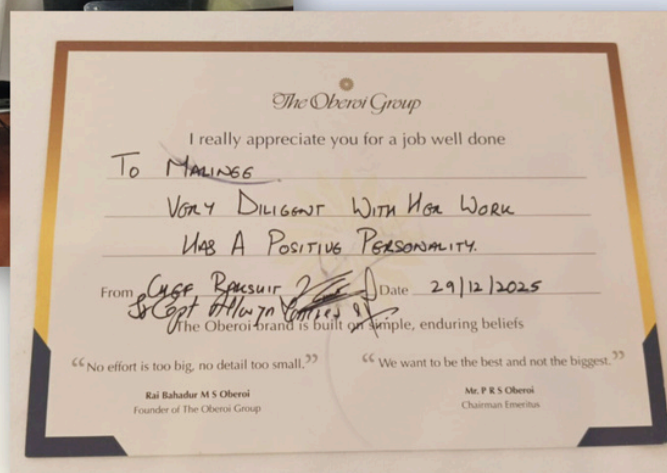 The Oberoi Group
I really appreciate you for a job well done
To MALINEE
VERY DILIGENT WITH HER WORK
HAS A POSITIVE PERSONALITY.
From CHEF Date 29/12/2025
The Oberoi brand is built on simple, enduring beliefs
“No effort is too big, no detail too small.”
Rai Bahadur M S Oberoi
Founder of The Oberoi Group
“We want to be the best and not the biggest.”
Mr. P R S Oberoi
Chairman Emeritus